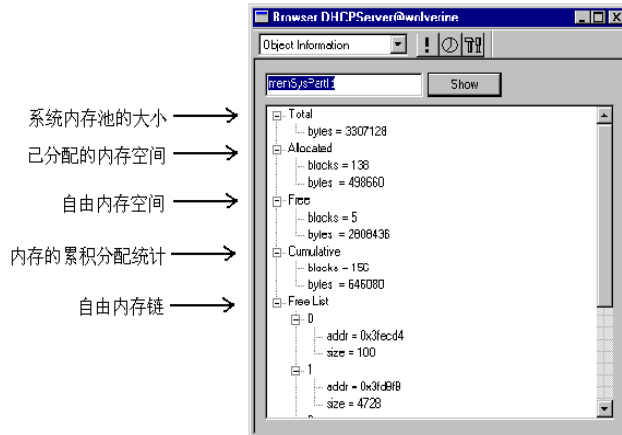 Browser DHCPServer@wolverine
Object Information
memSysPartId
Show
系统内存池的大小
Total
bytes = 3307128
已分配的内存空间
Allocated
blocks = 138
bytes = 498660
自由内存空间
Free
blocks = 5
bytes = 2808436
内存的累积分配统计
Cumulative
blocks = 150
bytes = 646080
自由内存链
Free List
0
addr = 0x3fecd4
size = 100
1
size = 4728